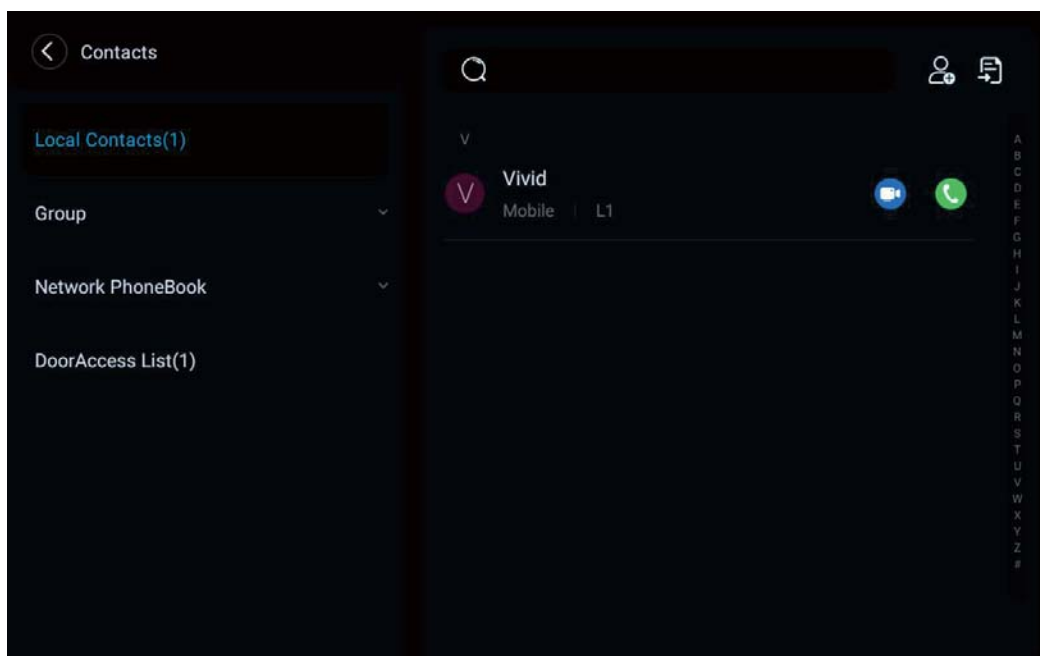 Contacts
Local Contacts(1)
Group
Network PhoneBook
DoorAccess List(1)
V
V
Vivid
Mobile L1
A
B
C
D
E
F
G
H
I
J
K
L
M
N
O
P
Q
R
S
T
U
V
W
X
Y
Z
#